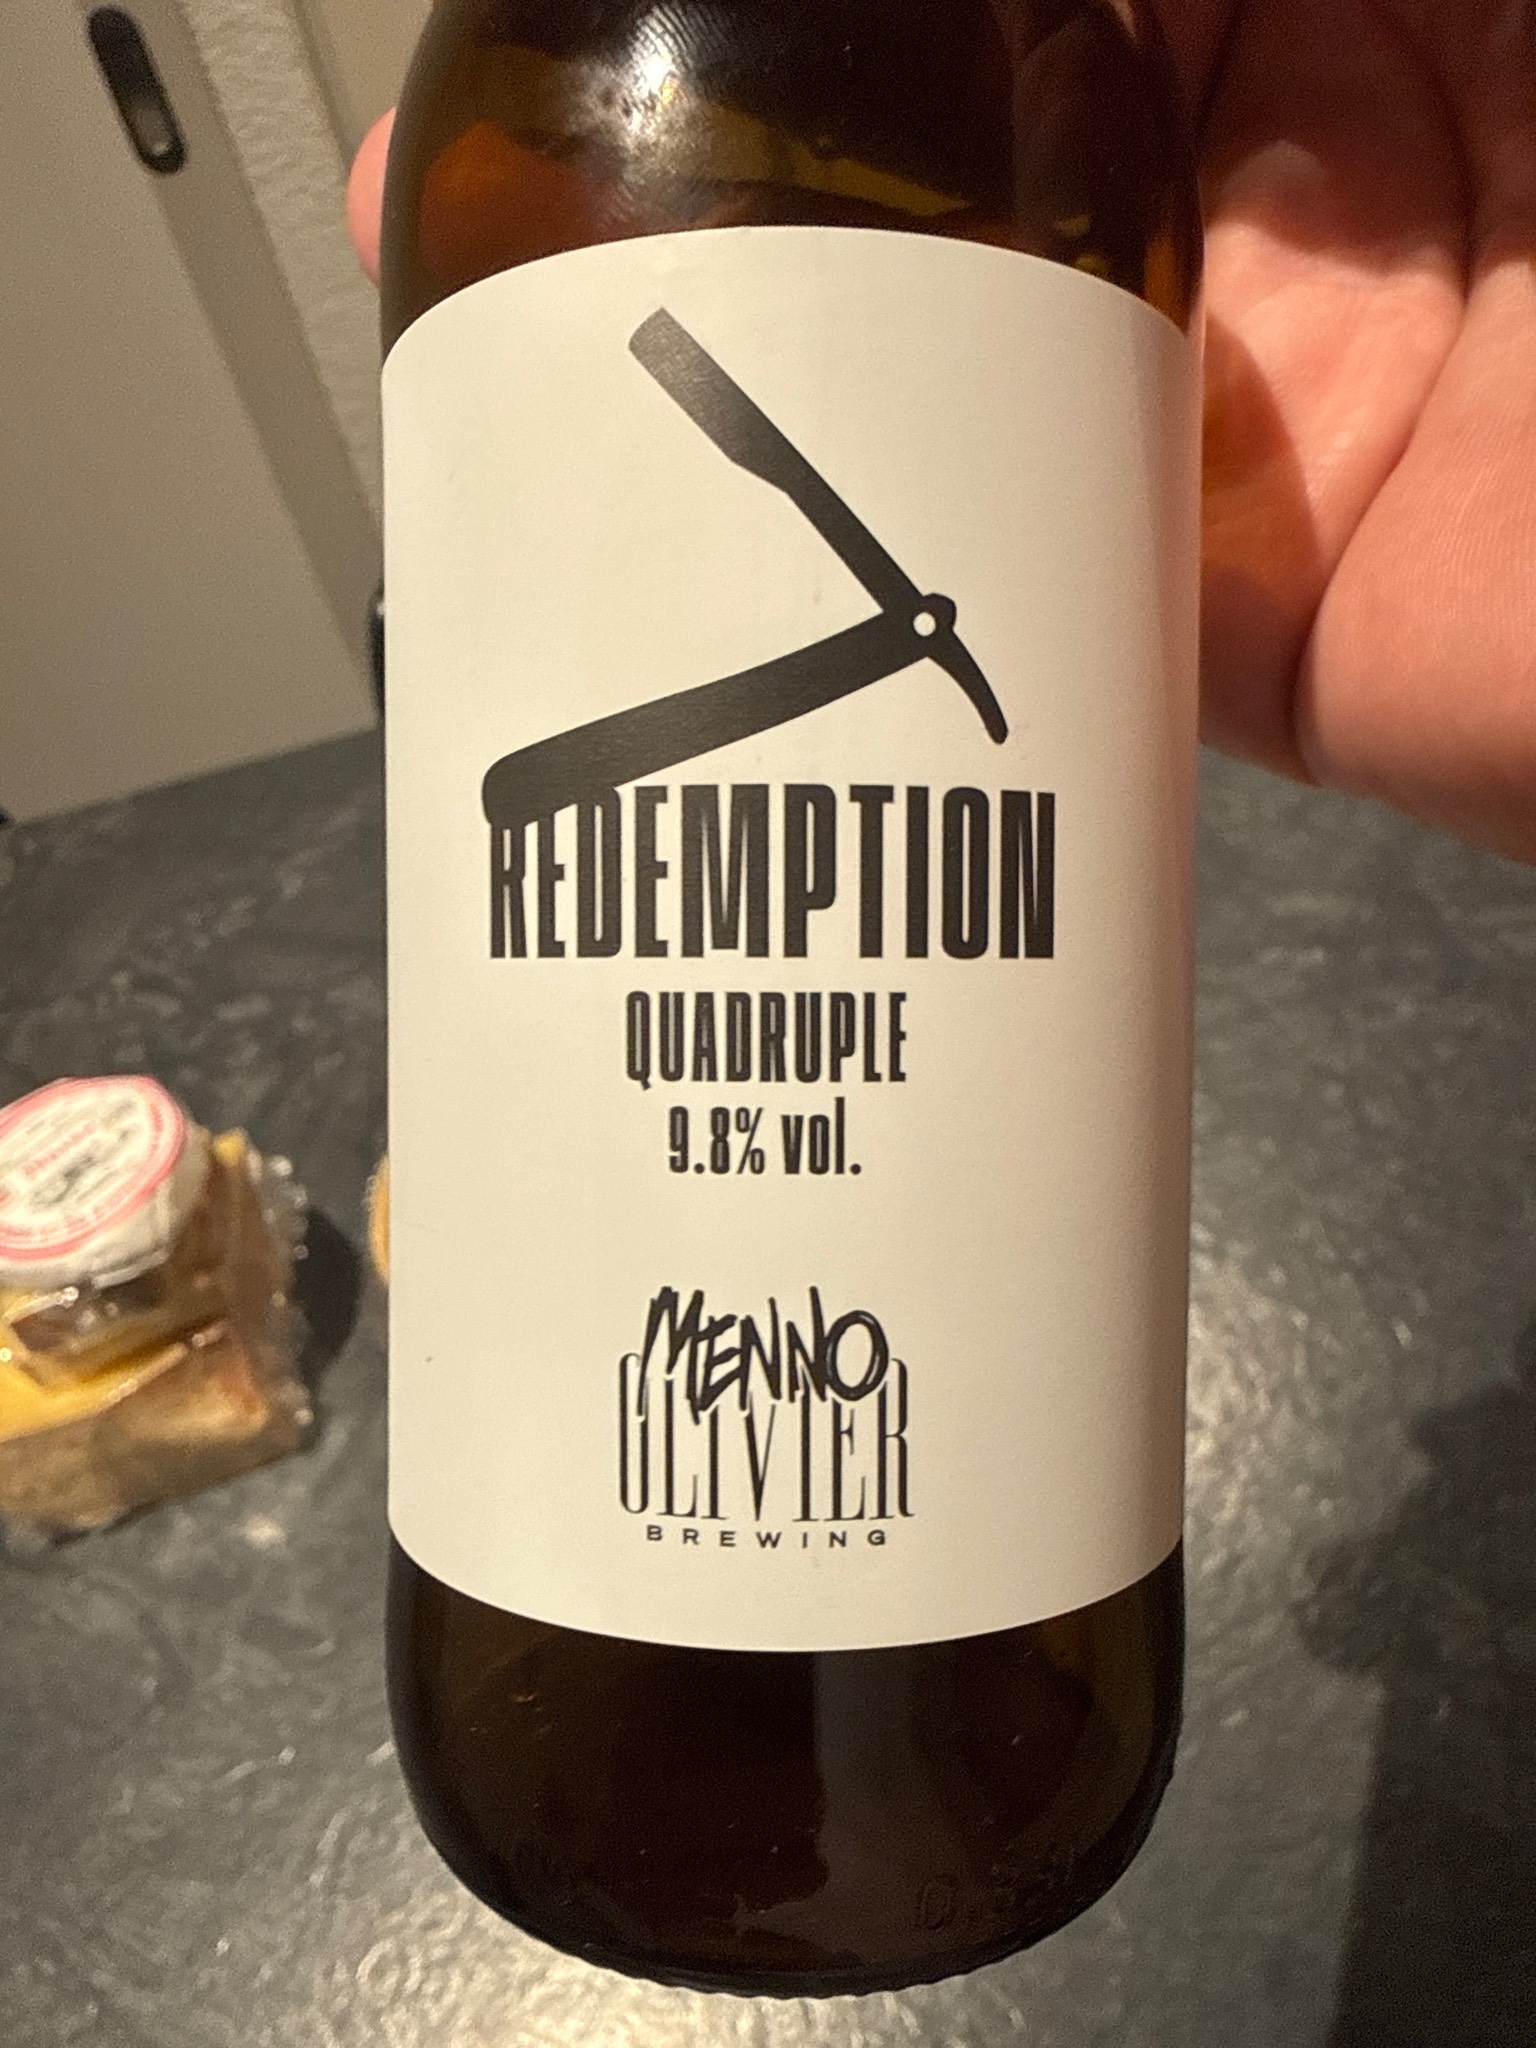 REDEMPTION
QUADRUPLE
9.8% vol.
MENNO
OLIVIER
BREWING